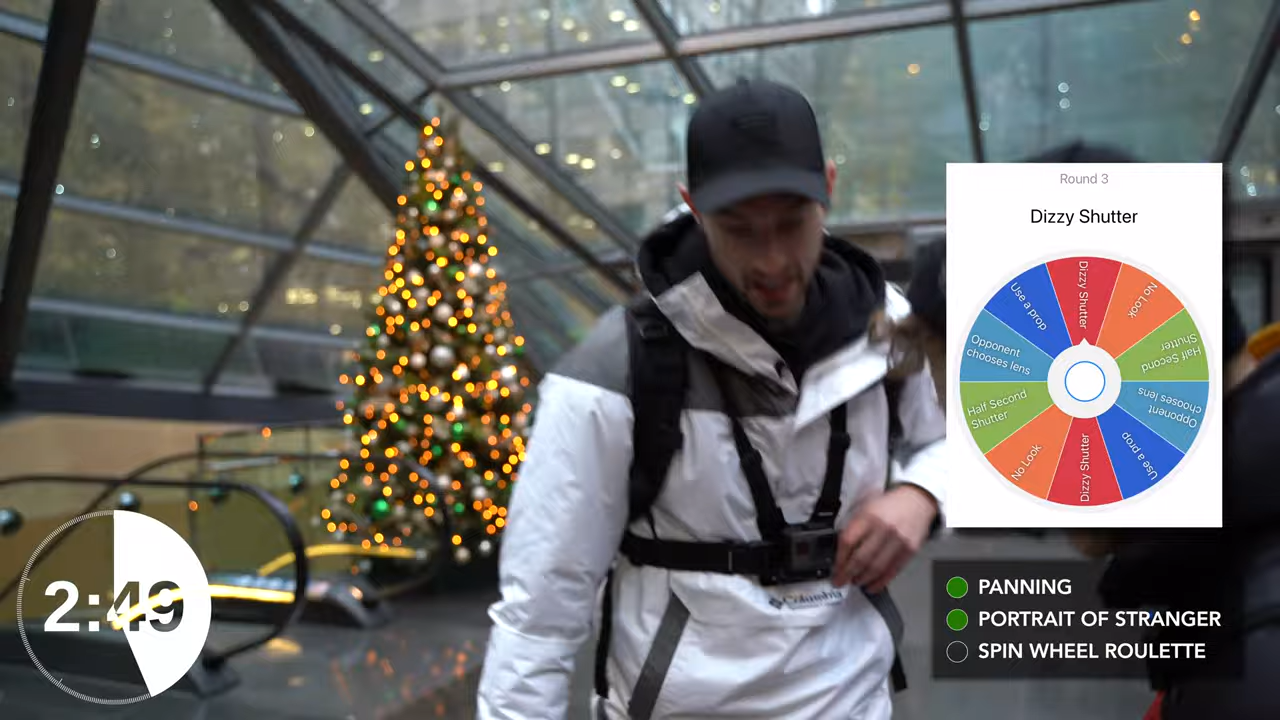 Round 3
Dizzy Shutter
Dizzy Shutter
No Look
Half Second
Shutter
Opponent
chooses lens
Use a prop
Dizzy Shutter
No Look
Half Second
Shutter
Opponent
chooses lens
Use a prop
2:49
Columbia
PANNING
PORTRAIT OF STRANGER
SPIN WHEEL ROULETTE